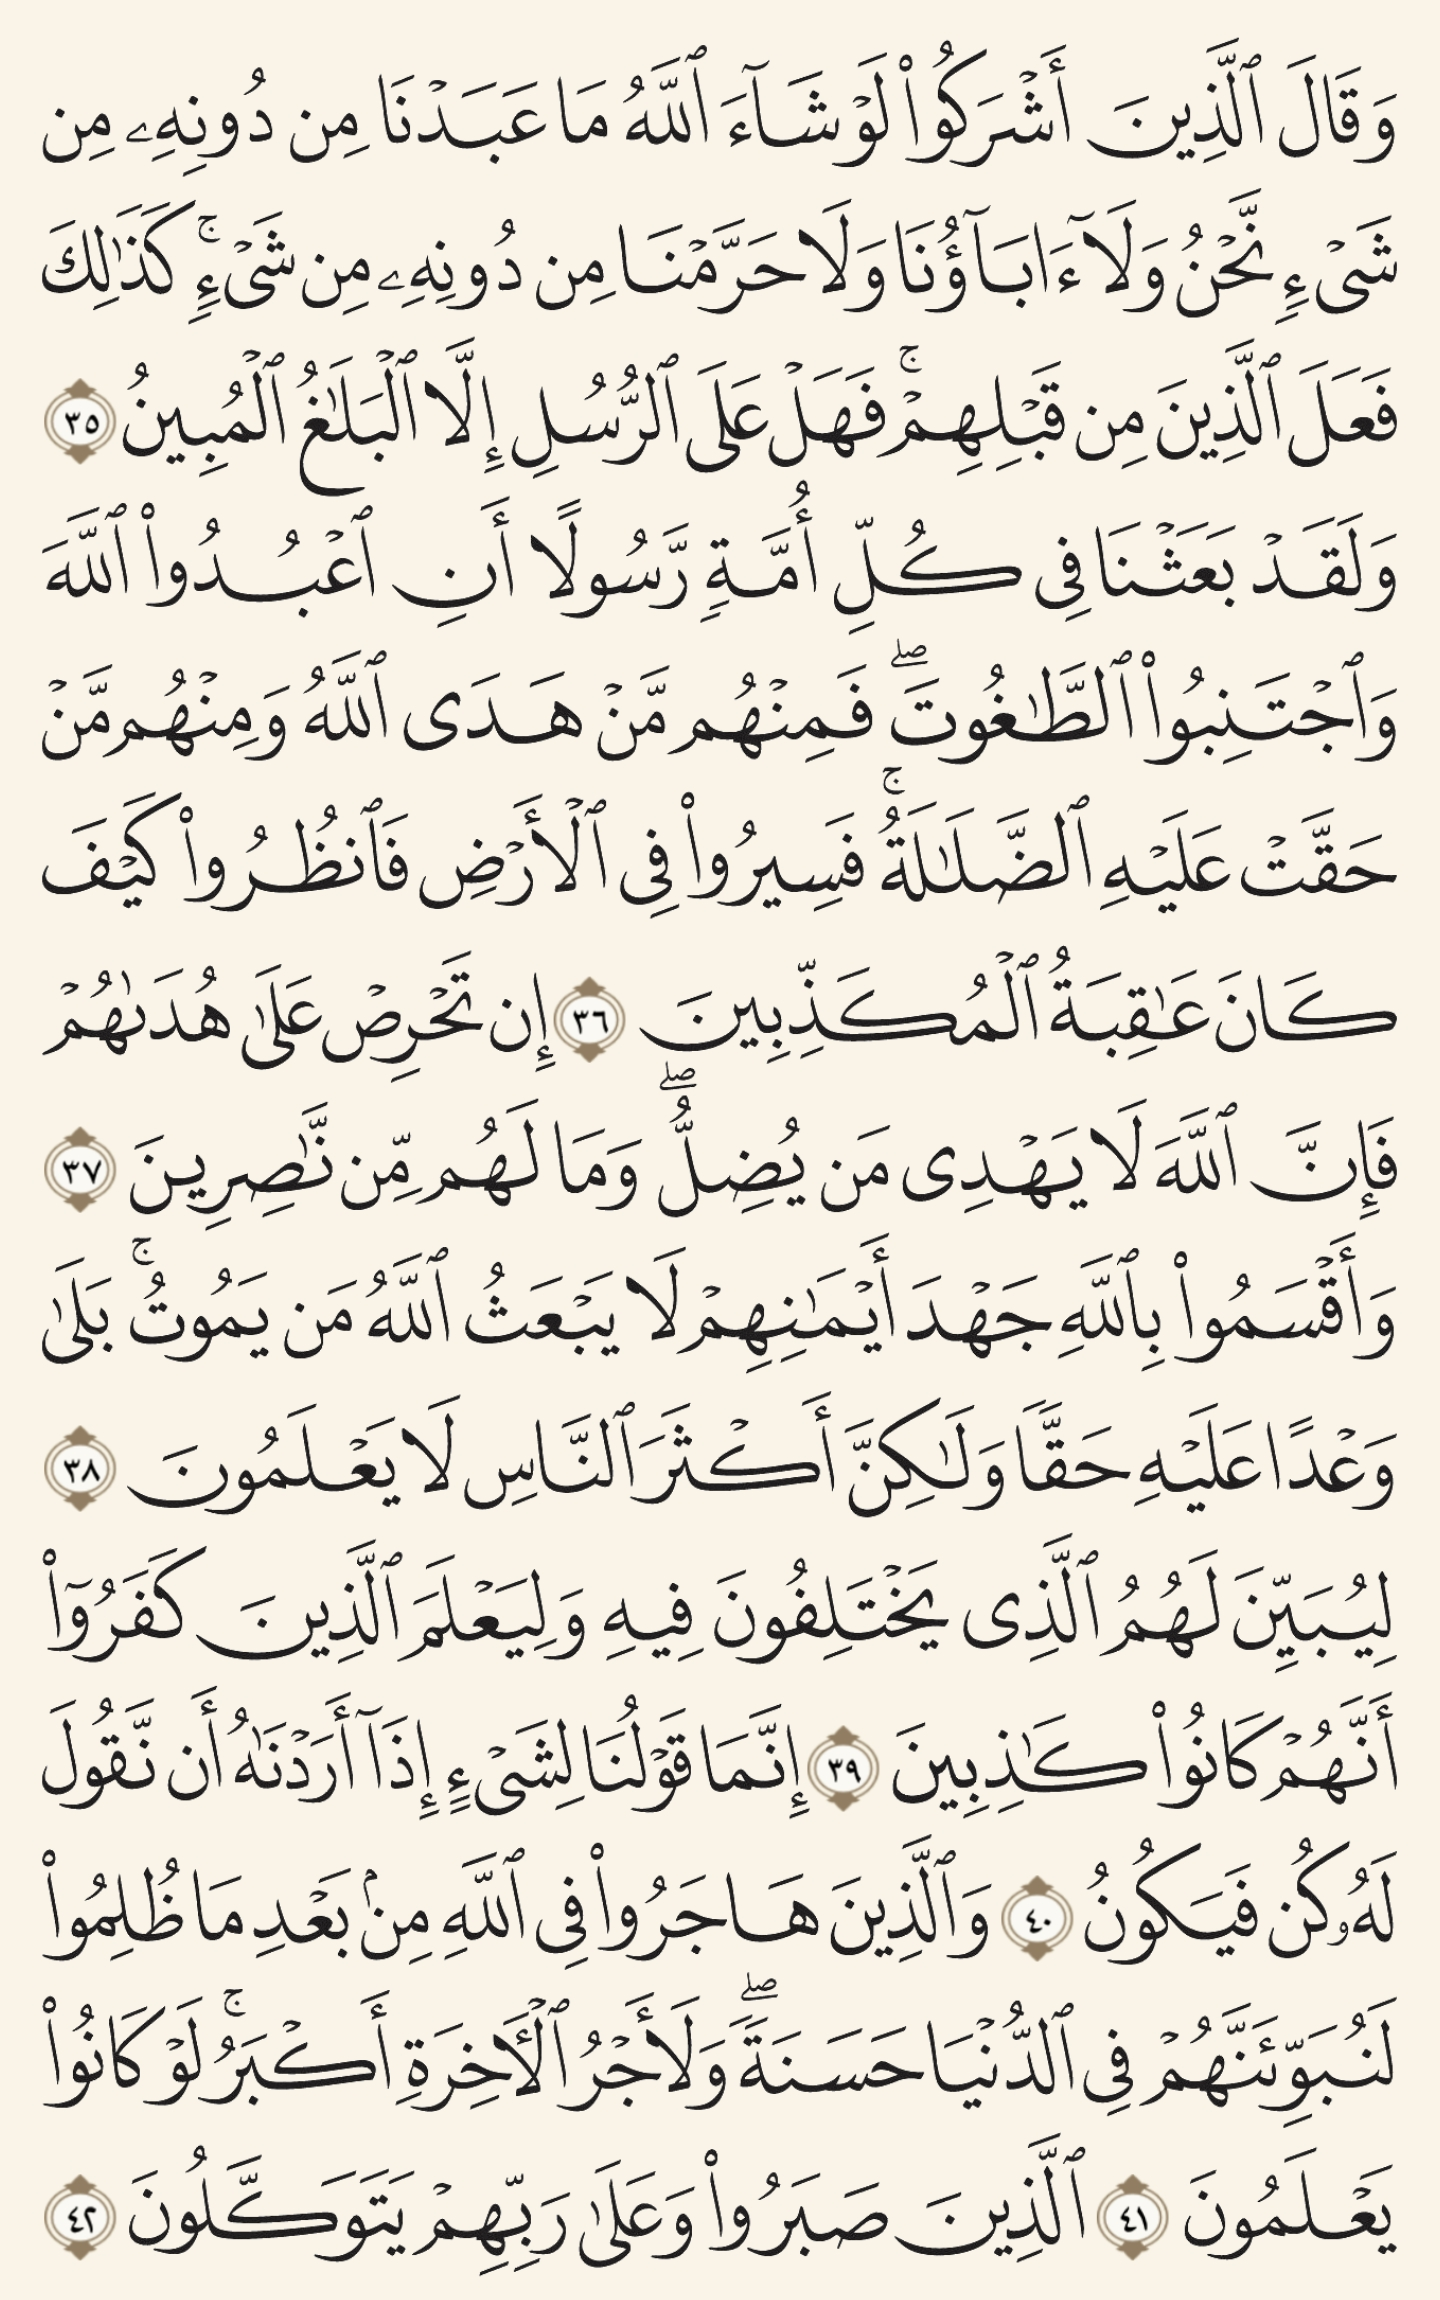 وَقَالَ ٱلَّذِينَ أَشْرَكُوا۟ لَوْ شَآءَ ٱللَّهُ مَا عَبَدْنَا مِن دُونِهِۦ مِن
شَىْءٍ نَّحْنُ وَلَآ ءَابَآؤُنَا وَلَا حَرَّمْنَا مِن دُونِهِۦ مِن شَىْءٍ ۚ كَذَٰلِكَ
فَعَلَ ٱلَّذِينَ مِن قَبْلِهِمْ ۚ فَهَلْ عَلَى ٱلرُّسُلِ إِلَّا ٱلْبَلَـٰغُ ٱلْمُبِينُ ٣٥
وَلَقَدْ بَعَثْنَا فِى كُلِّ أُمَّةٍ رَّسُولًا أَنِ ٱعْبُدُوا۟ ٱللَّهَ
وَٱجْتَنِبُوا۟ ٱلطَّـٰغُوتَ ۖ فَمِنْهُم مَّنْ هَدَى ٱللَّهُ وَمِنْهُم مَّنْ
حَقَّتْ عَلَيْهِ ٱلضَّلَـٰلَةُ ۚ فَسِيرُوا۟ فِى ٱلْأَرْضِ فَٱنظُرُوا۟ كَيْفَ
كَانَ عَـٰقِبَةُ ٱلْمُكَذِّبِينَ ٣٦ إِن تَحْرِصْ عَلَىٰ هُدَىٰهُمْ
فَإِنَّ ٱللَّهَ لَا يَهْدِى مَن يُضِلُّ ۖ وَمَا لَهُم مِّن نَّـٰصِرِينَ ٣٧
وَأَقْسَمُوا۟ بِٱللَّهِ جَهْدَ أَيْمَـٰنِهِمْ لَا يَبْعَثُ ٱللَّهُ مَن يَمُوتُ ۚ بَلَىٰ
وَعْدًا عَلَيْهِ حَقًّا وَلَـٰكِنَّ أَكْثَرَ ٱلنَّاسِ لَا يَعْلَمُونَ ٣٨
لِيُبَيِّنَ لَهُمُ ٱلَّذِى يَخْتَلِفُونَ فِيهِ وَلِيَعْلَمَ ٱلَّذِينَ كَفَرُوٓا۟
أَنَّهُمْ كَانُوا۟ كَـٰذِبِينَ ٣٩ إِنَّمَا قَوْلُنَا لِشَىْءٍ إِذَآ أَرَدْنَـٰهُ أَن نَّقُولَ
لَهُۥ كُن فَيَكُونُ ٤٠ وَٱلَّذِينَ هَاجَرُوا۟ فِى ٱللَّهِ مِنۢ بَعْدِ مَا ظُلِمُوا۟
لَنُبَوِّئَنَّهُمْ فِى ٱلدُّنْيَا حَسَنَةً ۖ وَلَأَجْرُ ٱلْـَٔاخِرَةِ أَكْبَرُ ۚ لَوْ كَانُوا۟
يَعْلَمُونَ ٤١ ٱلَّذِينَ صَبَرُوا۟ وَعَلَىٰ رَبِّهِمْ يَتَوَكَّلُونَ ٤٢